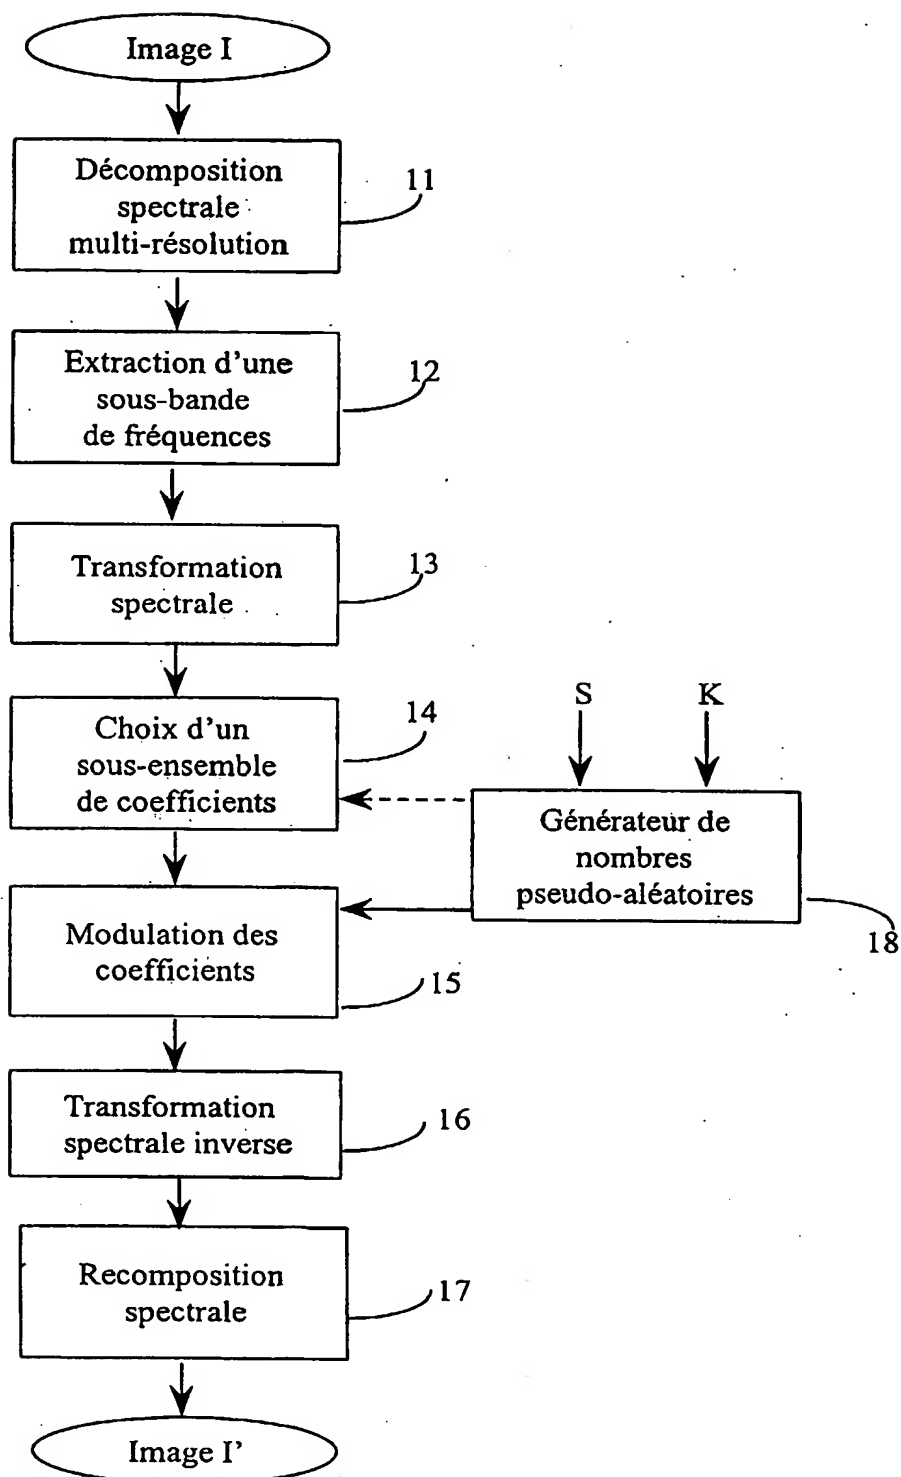 Image I
Décomposition
spectrale
multi-résolution
11
Extraction d'une
sous-bande
de fréquences
12
Transformation
spectrale
13
Choix d'un
sous-ensemble
de coefficients
14
S
K
Générateur de
nombres
pseudo-aléatoires
18
Modulation des
coefficients
15
Transformation
spectrale inverse
16
Recomposition
spectrale
17
Image I'